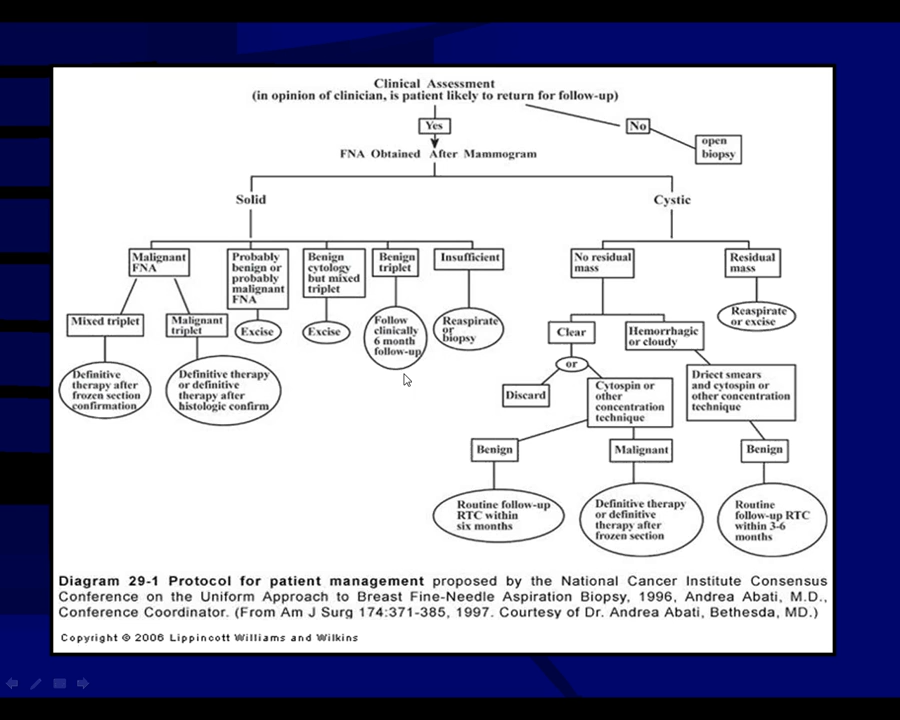 Clinical Assessment
(in opinion of clinician, is patient likely to return for follow-up)
Yes
No
open
biopsy
FNA Obtained After Mammogram
Solid
Cystic
Malignant
FNA
Probably
benign or
probably
malignant
FNA
Benign
cytology
but mixed
triplet
Benign
triplet
Insufficient
No residual
mass
Residual
mass
Mixed triplet
Malignant
triplet
Excise
Excise
Follow
clinically
6 month
follow-up
Reaspirate
or
biopsy
Clear
Hemorrhagic
or cloudy
Reaspirate
or excise
or
Definitive
therapy after
frozen section
confirmation
Definitive therapy
or definitive
therapy after
histologic confirm
Discard
Cytospin or
other
concentration
technique
Driect smears
and cytospin or
other concentration
technique
Benign
Malignant
Benign
Routine follow-up
RTC within
six months
Definitive therapy
or definitive
therapy after
frozen section
Routine
follow-up RTC
within 3-6
months
Diagram 29-1 Protocol for patient management proposed by the National Cancer Institute Consensus
Conference on the Uniform Approach to Breast Fine-Needle Aspiration Biopsy, 1996, Andrea Abati, M.D.,
Conference Coordinator. (From Am J Surg 174:371-385, 1997. Courtesy of Dr. Andrea Abati, Bethesda, MD.)
Copyright © 2006 Lippincott Williams and Wilkins